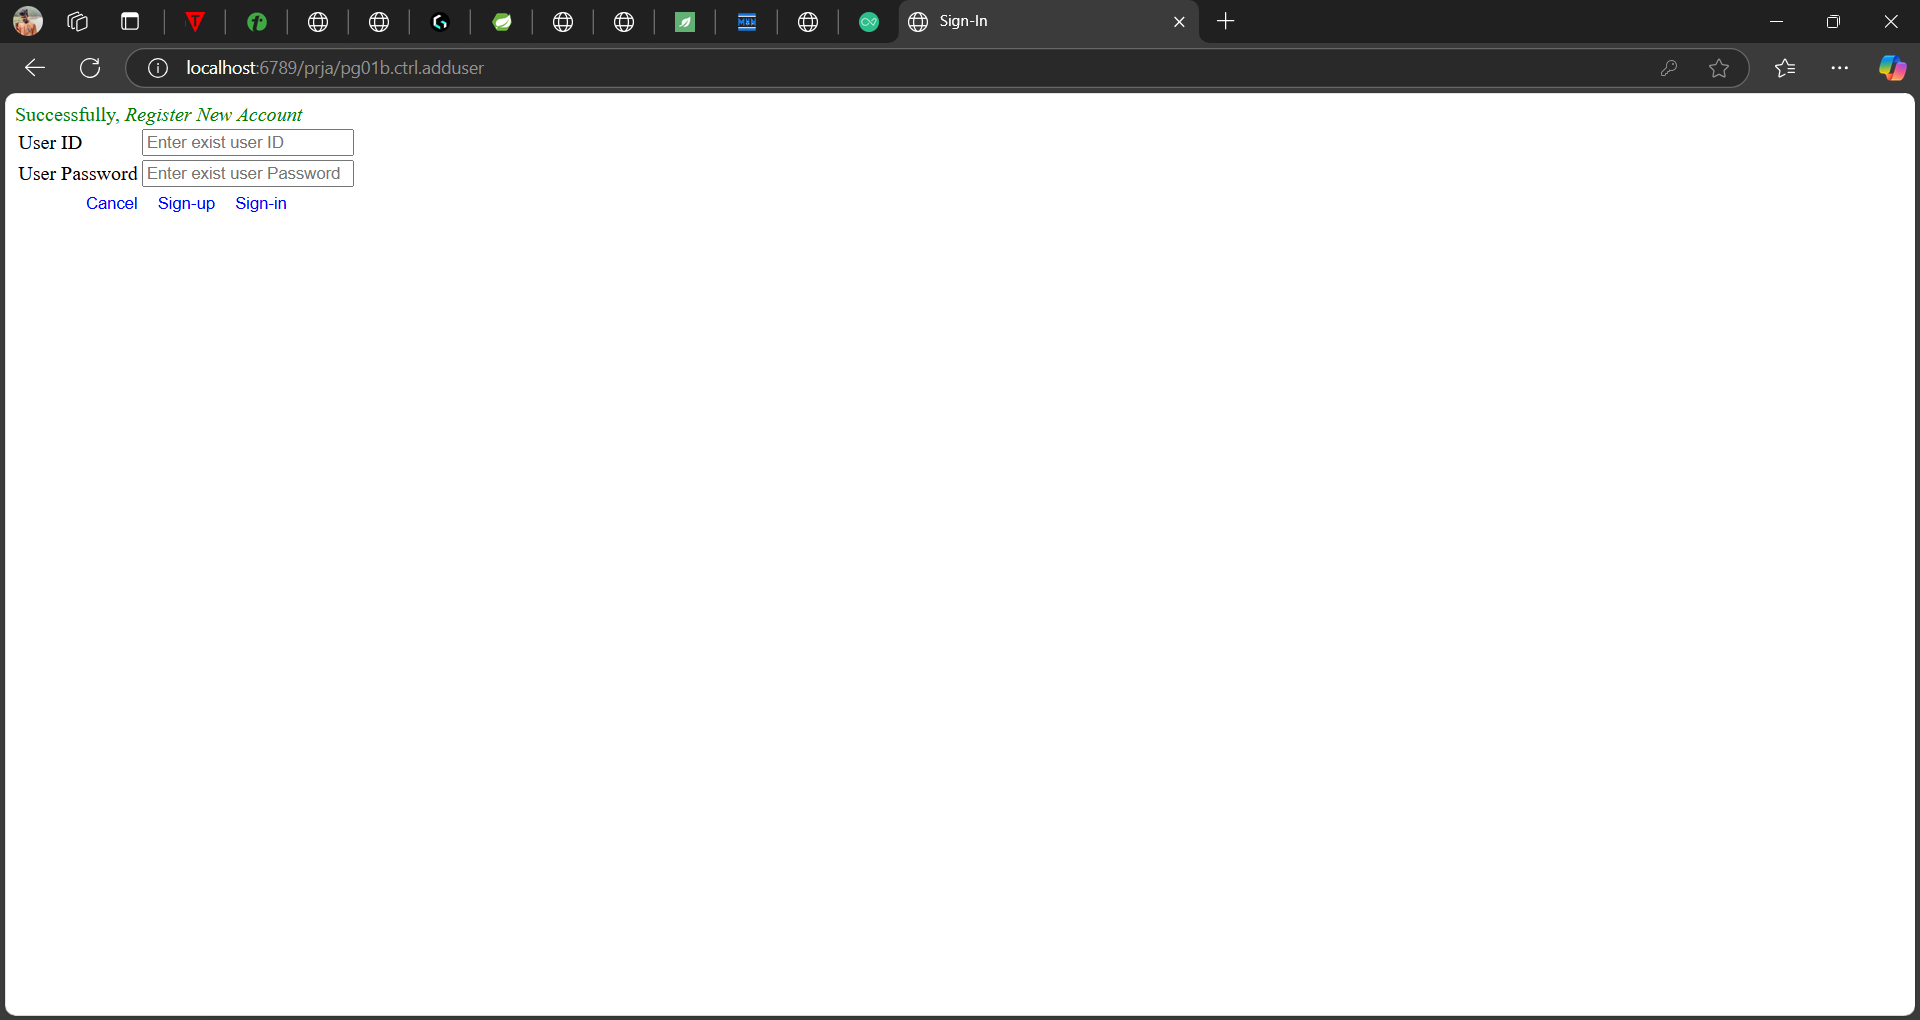 Sign-In
localhost:6789/prja/pg01b.ctrl.adduser
Successfully, Register New Account
User ID Enter exist user ID
User Password Enter exist user Password
Cancel Sign-up Sign-in